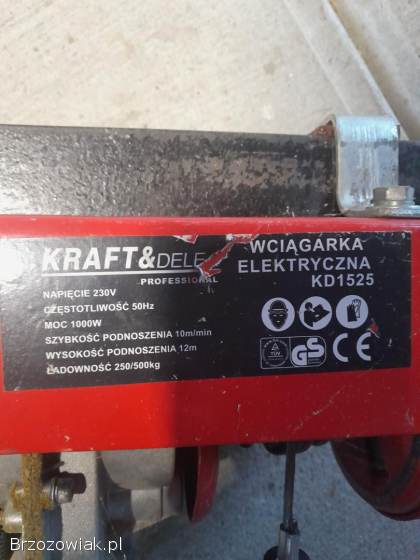 KRAFT&DELE
PROFESSIONAL
WCIĄGARKA
ELEKTRYCZNA
KD1525
NAPIĘCIE 230V
CZĘSTOTLIWOŚĆ 50Hz
MOC 1000W
SZYBKOŚĆ PODNOSZENIA 10m/min
WYSOKOŚĆ PODNOSZENIA 12m
ŁADOWNOŚĆ 250/500kg
TÜV
GS
Brzozowiak.pl